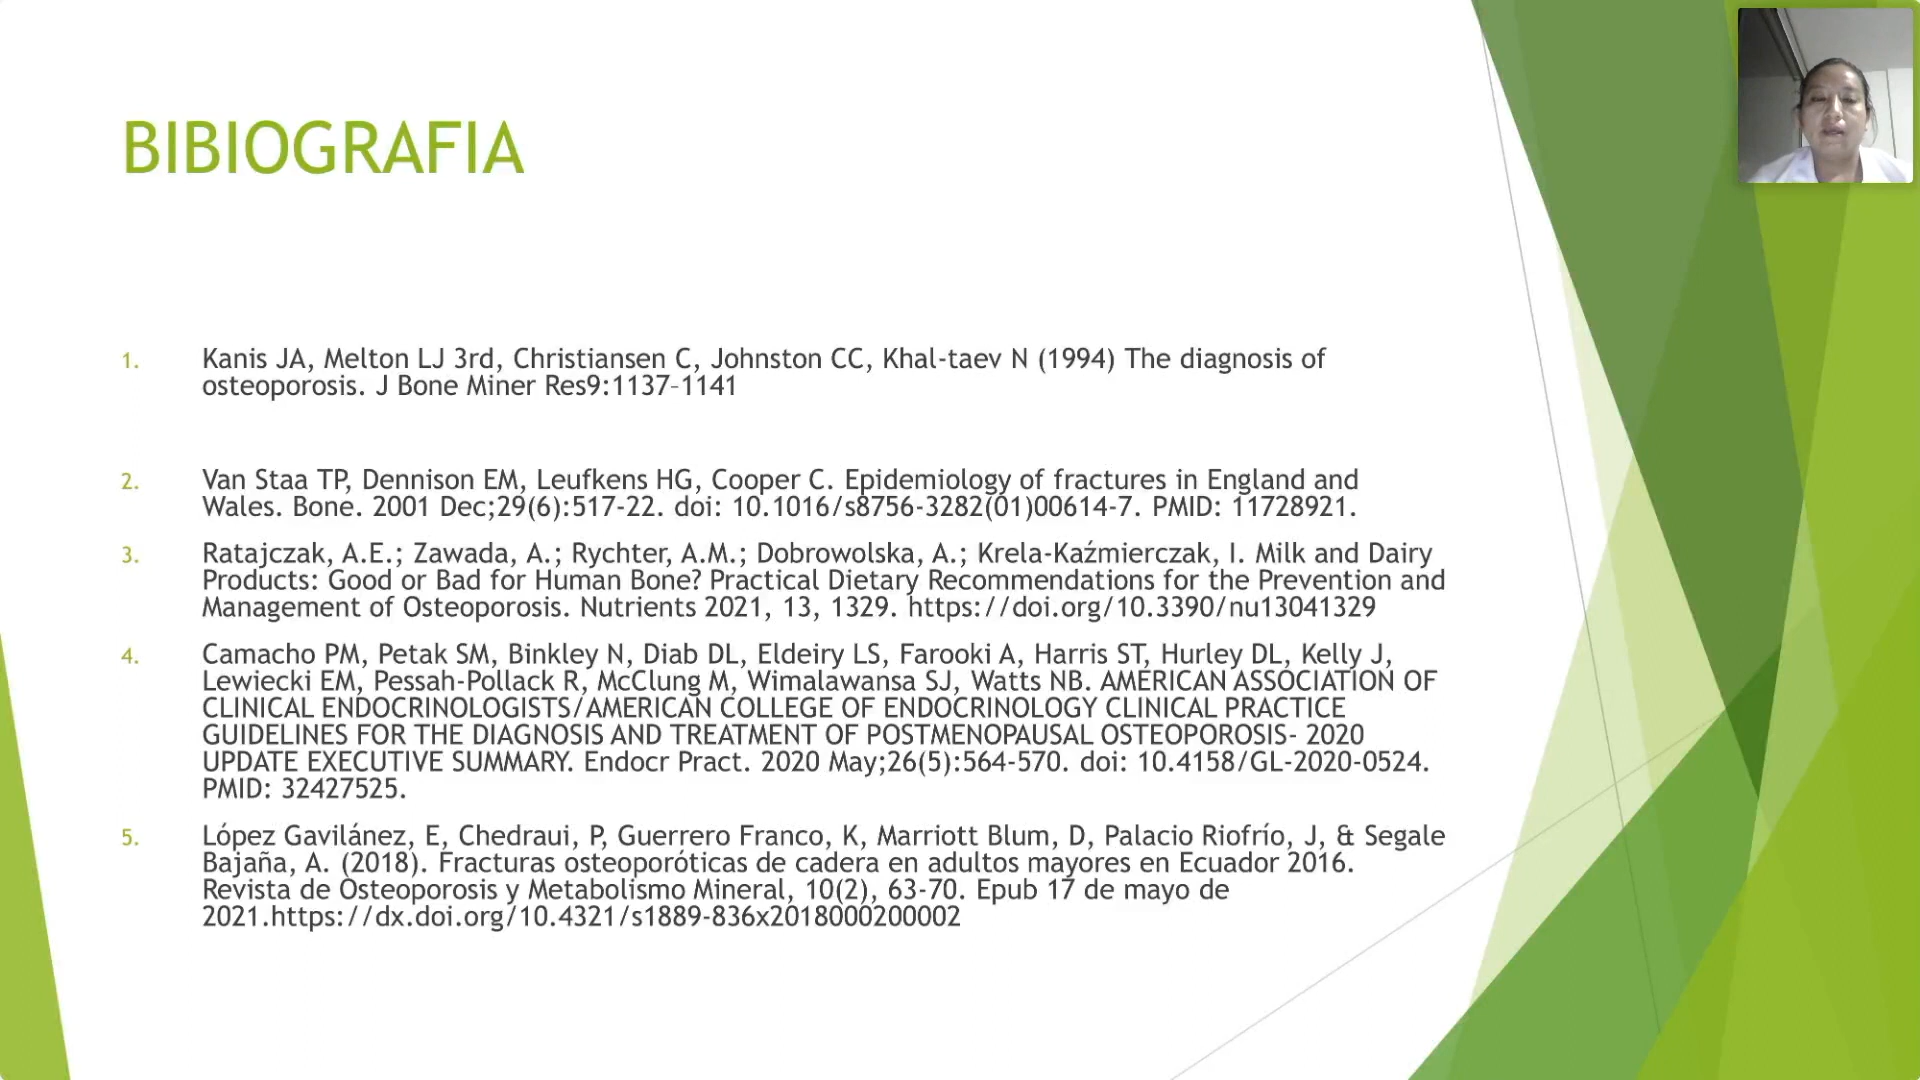 BIBIOGRAFIA
1. Kanis JA, Melton LJ 3rd, Christiansen C, Johnston CC, Khal-taev N (1994) The diagnosis of
osteoporosis. J Bone Miner Res9:1137–1141
2. Van Staa TP, Dennison EM, Leufkens HG, Cooper C. Epidemiology of fractures in England and
Wales. Bone. 2001 Dec;29(6):517-22. doi: 10.1016/s8756-3282(01)00614-7. PMID: 11728921.
3. Ratajczak, A.E.; Zawada, A.; Rychter, A.M.; Dobrowolska, A.; Krela-Kaźmierczak, I. Milk and Dairy
Products: Good or Bad for Human Bone? Practical Dietary Recommendations for the Prevention and
Management of Osteoporosis. Nutrients 2021, 13, 1329. https://doi.org/10.3390/nu13041329
4. Camacho PM, Petak SM, Binkley N, Diab DL, Eldeiry LS, Farooki A, Harris ST, Hurley DL, Kelly J,
Lewiecki EM, Pessah-Pollack R, McClung M, Wimalawansa SJ, Watts NB. AMERICAN ASSOCIATION OF
CLINICAL ENDOCRINOLOGISTS/AMERICAN COLLEGE OF ENDOCRINOLOGY CLINICAL PRACTICE
GUIDELINES FOR THE DIAGNOSIS AND TREATMENT OF POSTMENOPAUSAL OSTEOPOROSIS- 2020
UPDATE EXECUTIVE SUMMARY. Endocr Pract. 2020 May;26(5):564-570. doi: 10.4158/GL-2020-0524.
PMID: 32427525.
5. López Gavilánez, E, Chedraui, P, Guerrero Franco, K, Marriott Blum, D, Palacio Riofrío, J, & Segale
Bajaña, A. (2018). Fracturas osteoporóticas de cadera en adultos mayores en Ecuador 2016.
Revista de Osteoporosis y Metabolismo Mineral, 10(2), 63-70. Epub 17 de mayo de
2021.https://dx.doi.org/10.4321/s1889-836x2018000200002